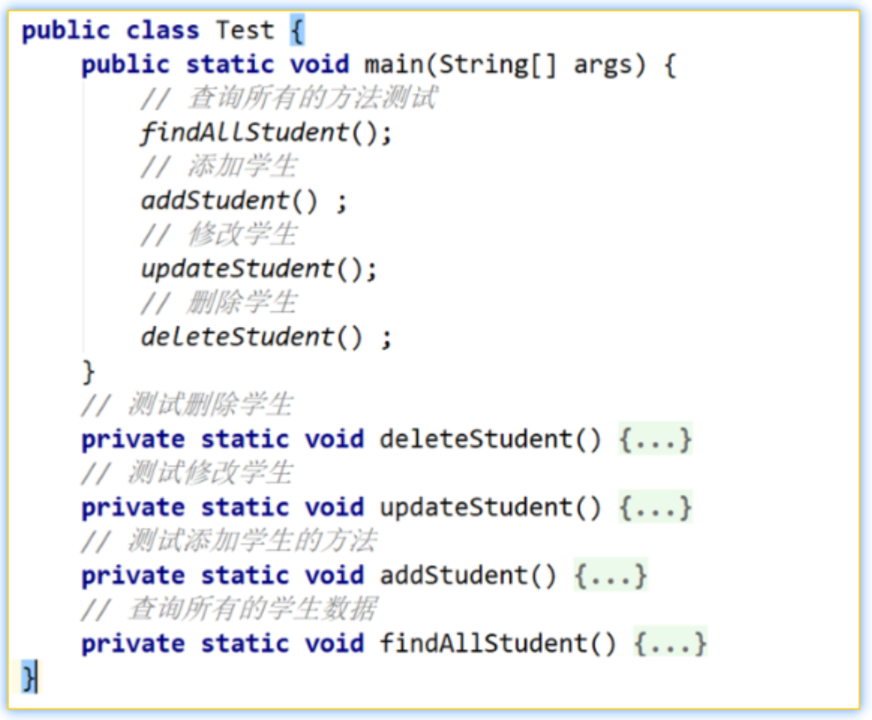 public class Test {
public static void main(String[] args) {
// 查询所有的方法测试
findAllStudent();
// 添加学生
addStudent() ;
// 修改学生
updateStudent();
// 删除学生
deleteStudent() ;
}
// 测试删除学生
private static void deleteStudent() {...}
// 测试修改学生
private static void updateStudent() {...}
// 测试添加学生的方法
private static void addStudent() {...}
// 查询所有的学生数据
private static void findAllStudent() {...}
}